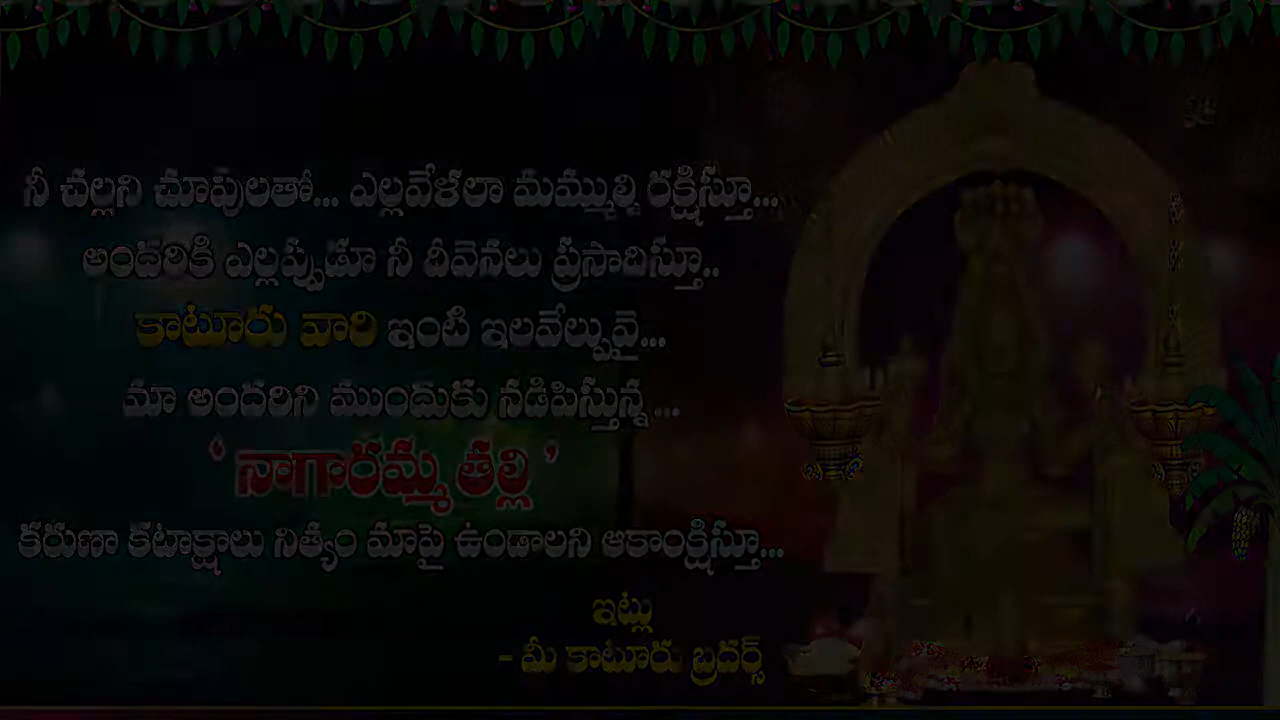 నీ చల్లని చూపులతో... ఎల్లవేళలా మమ్ముల్ని రక్షిస్తూ...
అందరికి ఎల్లప్పుడూ నీ దీవెనలు ప్రసాదిస్తూ..
కాటూరు వారి ఇంటి ఇలవేల్పువై...
మా అందరిని ముందుకు నడిపిస్తున్న...
‘ నాగారమ్మ తల్లి ’
కరుణా కటాక్షాలు నిత్యం మాపై ఉండాలని ఆకాంక్షిస్తూ...
ఇట్లు
- మీ కాటూరు బ్రదర్స్